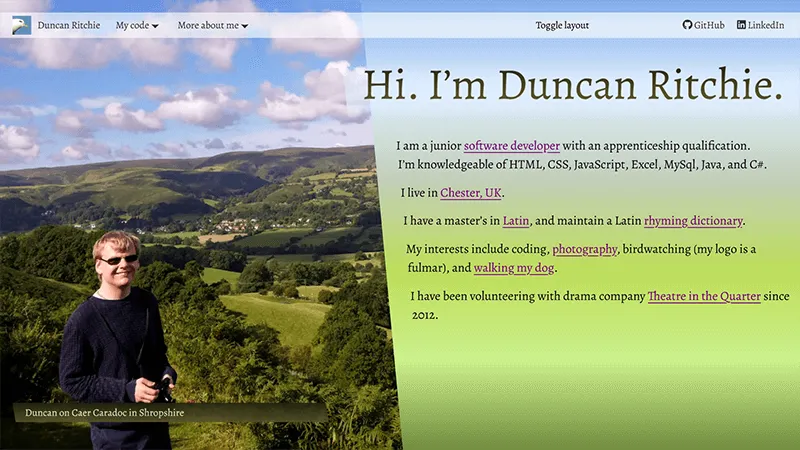 Duncan Ritchie My code More about me Toggle layout GitHub LinkedIn
Hi. I’m Duncan Ritchie.
I am a junior software developer with an apprenticeship qualification.
I’m knowledgeable of HTML, CSS, JavaScript, Excel, MySql, Java, and C#.
I live in Chester, UK.
I have a master's in Latin, and maintain a Latin rhyming dictionary.
My interests include coding, photography, birdwatching (my logo is a
fulmar), and walking my dog.
I have been volunteering with drama company Theatre in the Quarter since
2012.
Duncan on Caer Caradoc in Shropshire